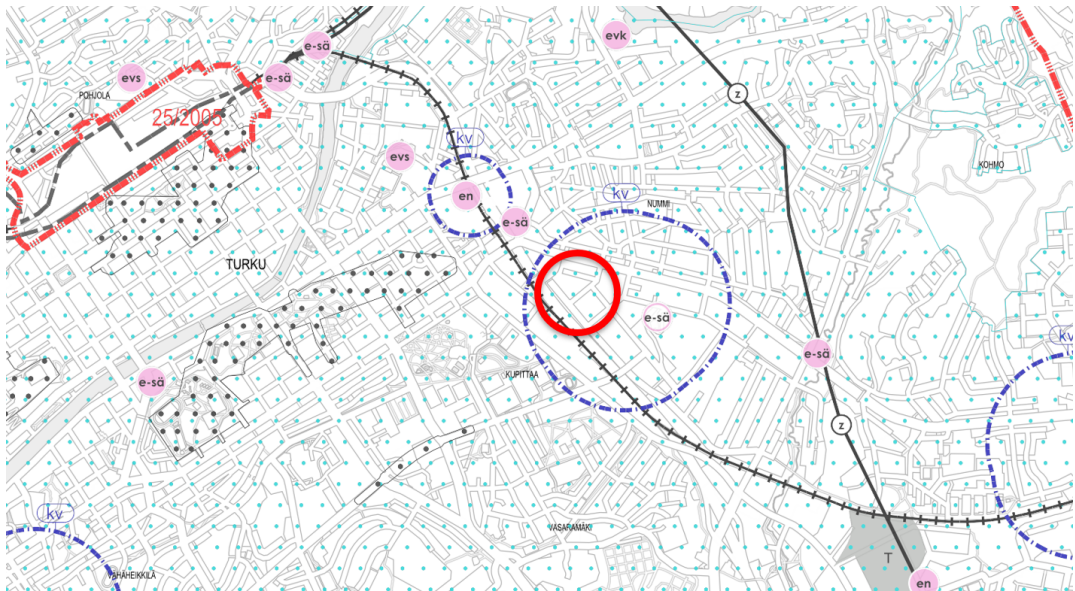 evk
e-sä
evs
e-sä
z
POHJOLA
25/2005
kv
evs
KOHMO
en
kv
NUMMI
e-sä
TURKU
e-sä
kv
e-sä
KUPITTAA
e-sä
z
kv
VASARAMÄKI
T
VÄHÄHEIKKILÄ
en